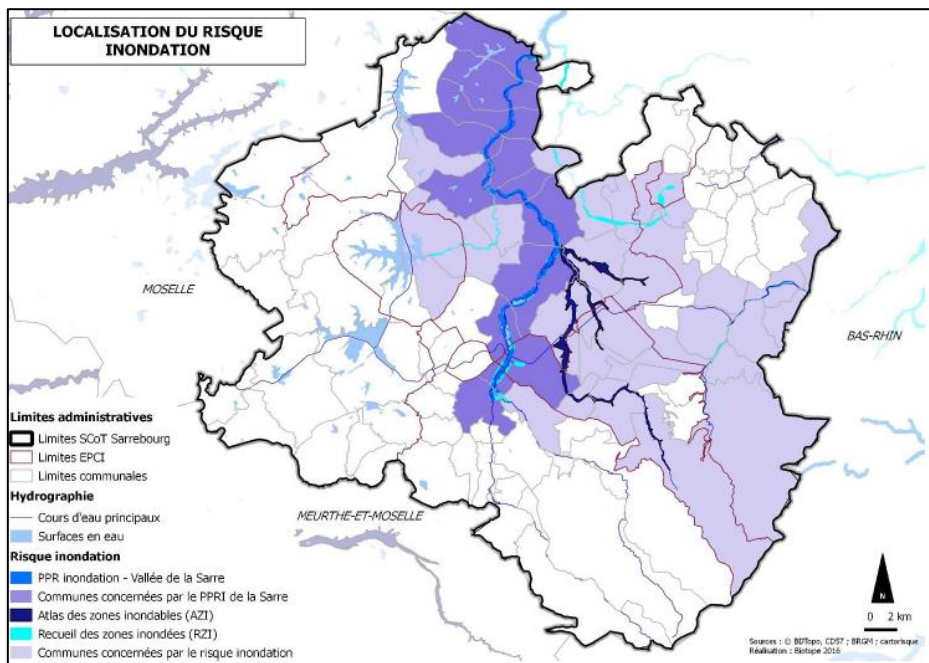 LOCALISATION DU RISQUE
INONDATION
MOSELLE
BAS-RHIN
MEURTHE-ET-MOSELLE
Limites administratives
Limites SCoT Sarrebourg
Limites EPCI
Limites communales
Hydrographie
Cours d'eau principaux
Surfaces en eau
Risque inondation
PPR inondation - Vallée de la Sarre
Communes concernées par le PPRI de la Sarre
Atlas des zones inondables (AZI)
Recueil des zones inondées (RZI)
Communes concernées par le risque inondation
N
0 2 km
Sources : © BDTopo, CD57 ; BRGM ; cartorisque
Réalisation : Biotope 2016